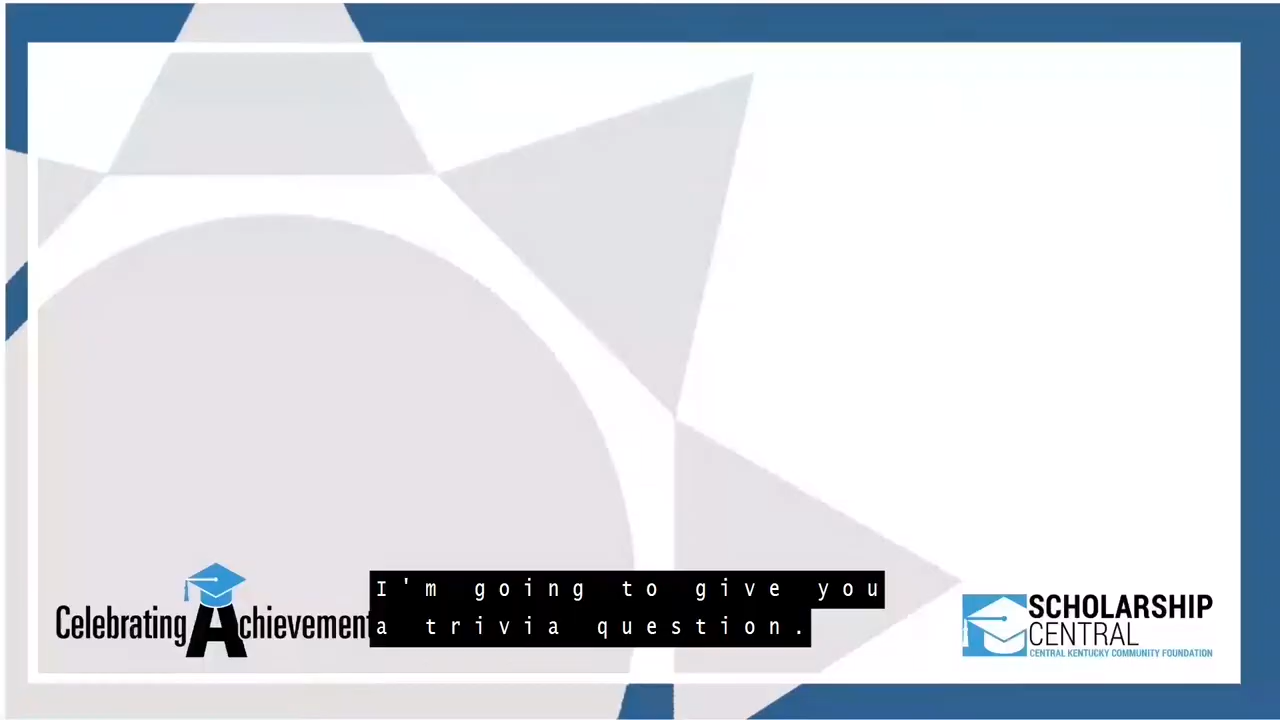 Celebrating Achievement
I'm going to give you
a trivia question.
SCHOLARSHIP
CENTRAL
CENTRAL KENTUCKY COMMUNITY FOUNDATION